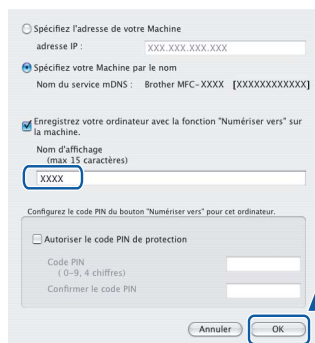 Spécifiez l'adresse de votre Machine
adresse IP : XXX.XXX.XXX.XXX
Spécifiez votre Machine par le nom
Nom du service mDNS : Brother MFC-XXXX [XXXXXXXXXXXX]
Enregistrez votre ordinateur avec la fonction "Numériser vers" sur
la machine.
Nom d'affichage
(max 15 caractères)
XXXX
Configurez le code PIN du bouton "Numériser vers" pour cet ordinateur.
Autoriser le code PIN de protection
Code PIN
( 0-9, 4 chiffres)
Confirmer le code PIN
Annuler OK